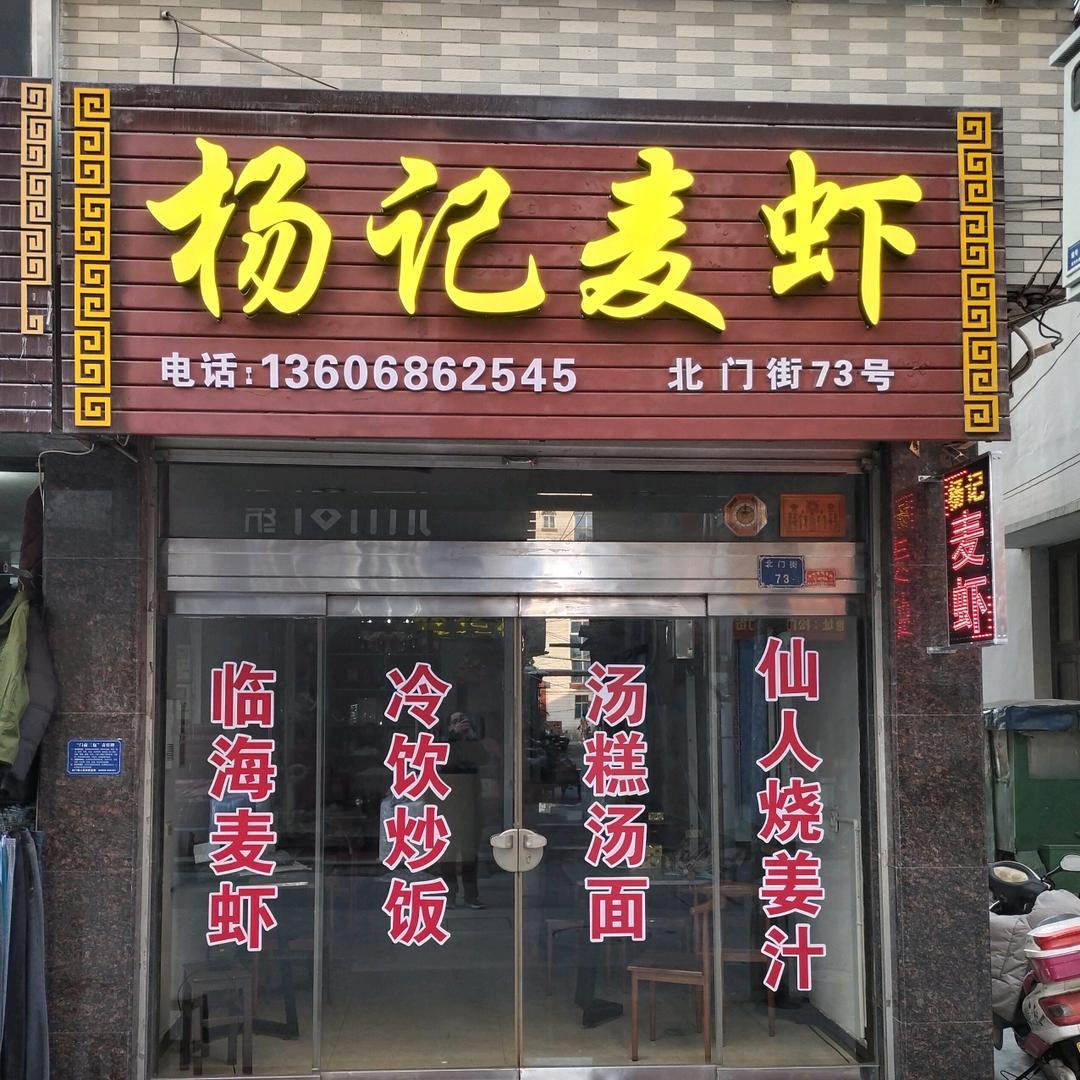 杨记麦虾
电话:13606862545 北门街73号
杨记
麦虾
北门街
73
临海麦虾
冷饮炒饭
汤糕汤面
仙人烧姜汁